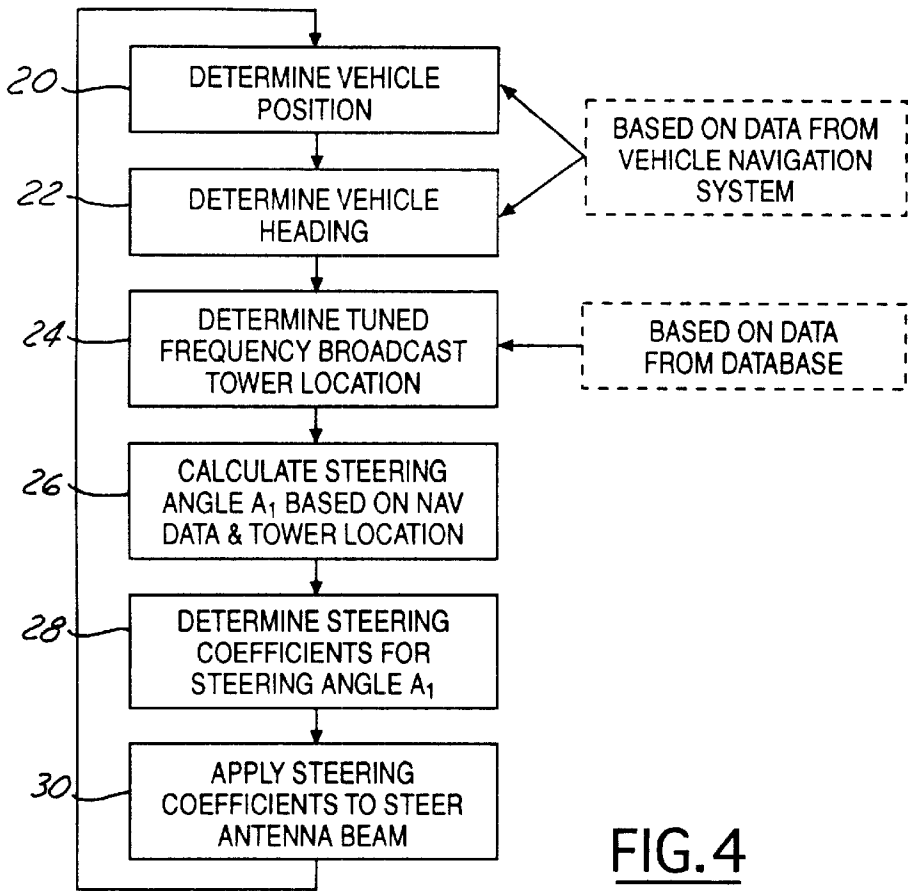 20
DETERMINE VEHICLE
POSITION
BASED ON DATA FROM
VEHICLE NAVIGATION
SYSTEM
22
DETERMINE VEHICLE
HEADING
24
DETERMINE TUNED
FREQUENCY BROADCAST
TOWER LOCATION
BASED ON DATA
FROM DATABASE
26
CALCULATE STEERING
ANGLE A₁ BASED ON NAV
DATA & TOWER LOCATION
28
DETERMINE STEERING
COEFFICIENTS FOR
STEERING ANGLE A₁
30
APPLY STEERING
COEFFICIENTS TO STEER
ANTENNA BEAM
FIG.4